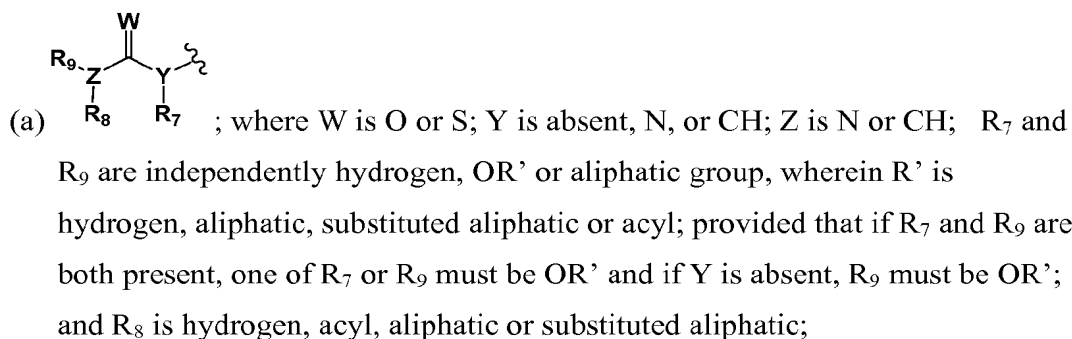 W
R₉ Z Y
R₈ R₇
(a) ; where W is O or S; Y is absent, N, or CH; Z is N or CH; R₇ and
R₉ are independently hydrogen, OR’ or aliphatic group, wherein R’ is
hydrogen, aliphatic, substituted aliphatic or acyl; provided that if R₇ and R₉ are
both present, one of R₇ or R₉ must be OR’ and if Y is absent, R₉ must be OR’;
and R₈ is hydrogen, acyl, aliphatic or substituted aliphatic;